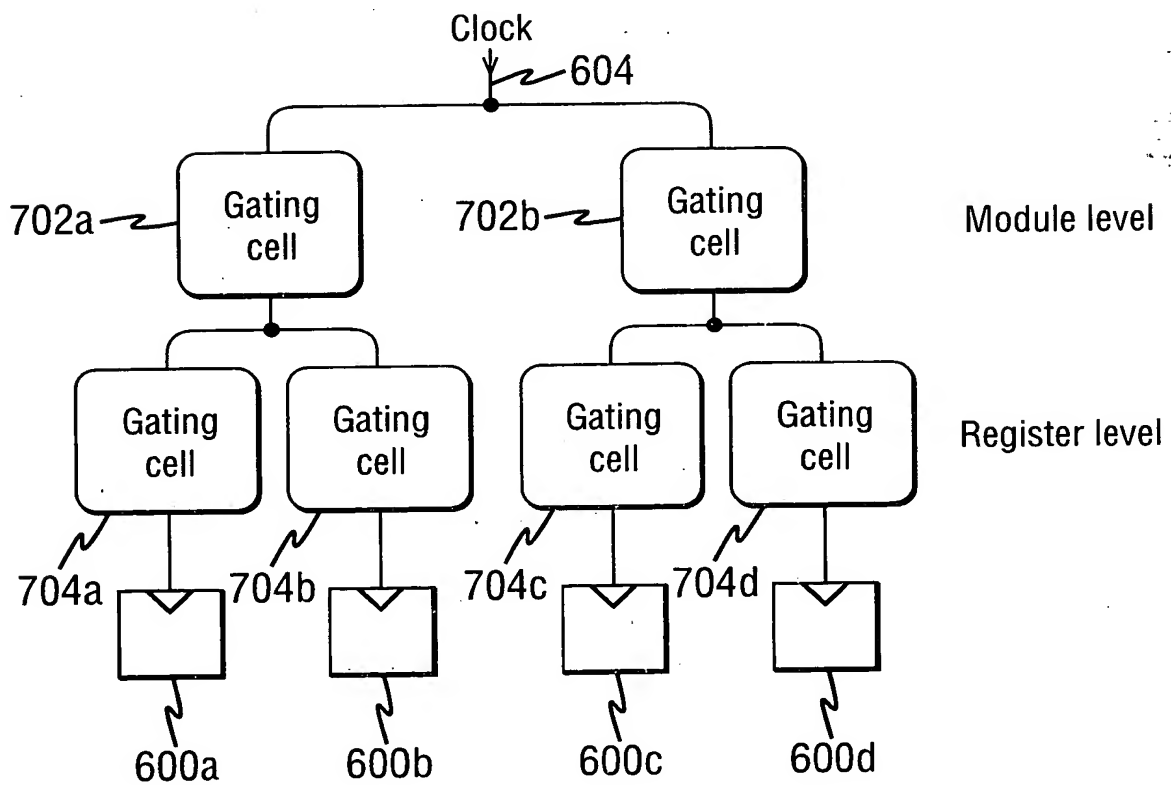 Clock
604
702a
Gating
cell
702b
Gating
cell
Module level
Gating
cell
Gating
cell
Gating
cell
Gating
cell
Register level
704a
704b
704c
704d
600a
600b
600c
600d